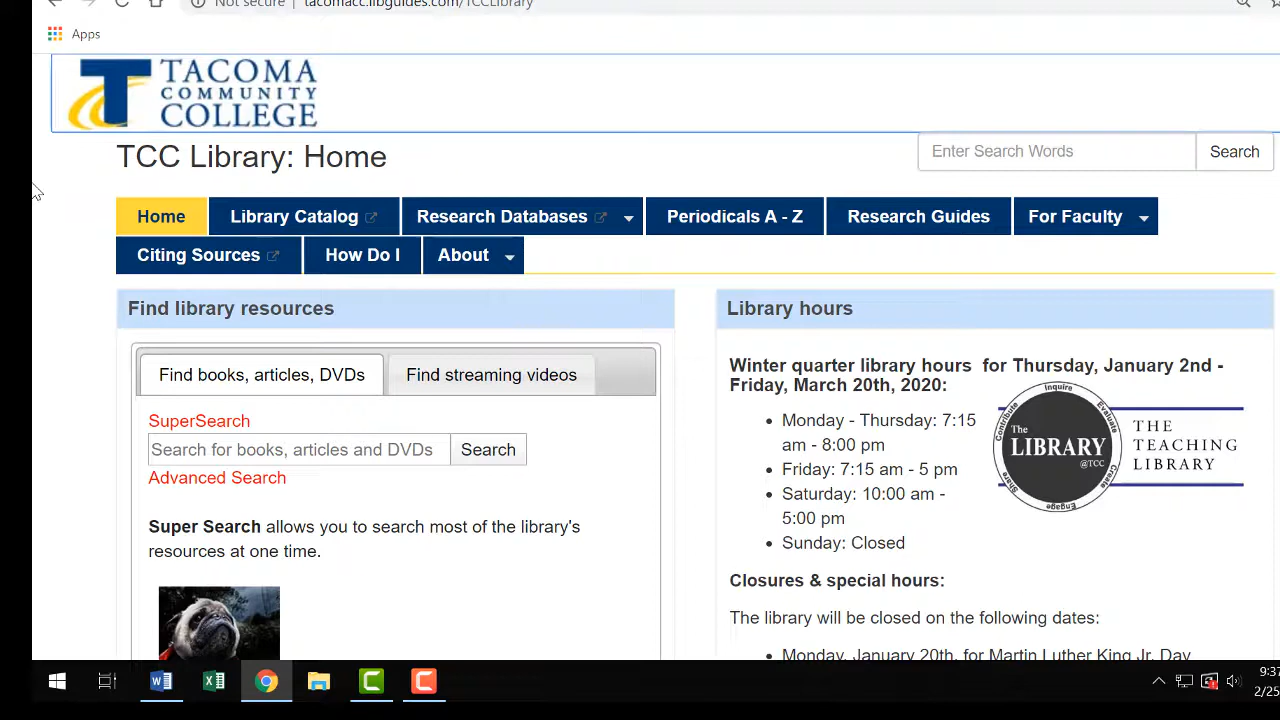 Not secure tacomacc.libguides.com/TCCLibrary
Apps
TACOMA
COMMUNITY
COLLEGE
TCC Library: Home
Enter Search Words
Search
Home
Library Catalog
Research Databases
Periodicals A - Z
Research Guides
For Faculty
Citing Sources
How Do I
About
Find library resources
Find books, articles, DVDs
Find streaming videos
SuperSearch
Search for books, articles and DVDs
Search
Advanced Search
Super Search allows you to search most of the library's
resources at one time.
Library hours
Winter quarter library hours for Thursday, January 2nd -
Friday, March 20th, 2020:
Monday - Thursday: 7:15
am - 8:00 pm
Friday: 7:15 am - 5 pm
Saturday: 10:00 am -
5:00 pm
Sunday: Closed
Inquire
Evaluate
Create
Engage
Share
Contribute
The
LIBRARY
@TCC
THE
TEACHING
LIBRARY
Closures & special hours:
The library will be closed on the following dates:
Monday, January 20th, for Martin Luther King Jr. Day
9:37
2/25